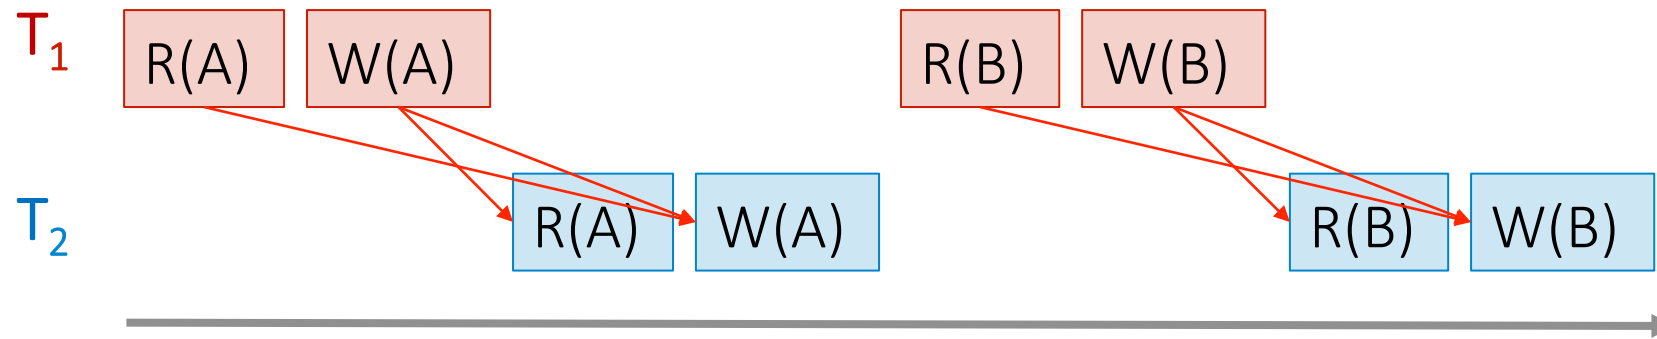 T₁ R(A) W(A) R(B) W(B)
T₂ R(A) W(A) R(B) W(B)